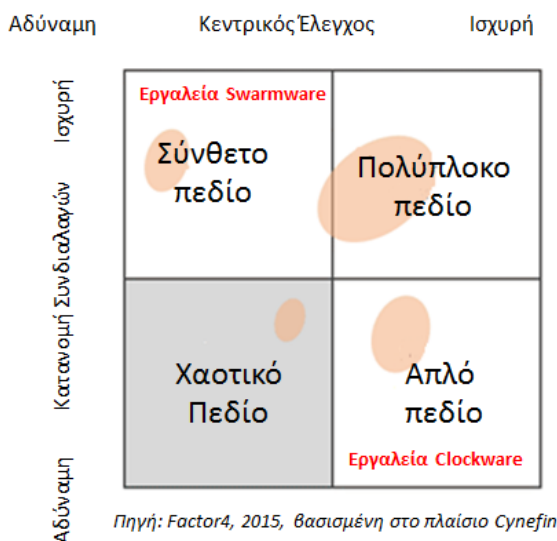 Αδύναμη Κεντρικός Έλεγχος Ισχυρή
Ισχυρή
Κατανομή Συνδιαλαγών
Αδύναμη
Εργαλεία Swarmware
Σύνθετο
πεδίο
Πολύπλοκο
πεδίο
Χαοτικό
Πεδίο
Απλό
πεδίο
Εργαλεία Clockware
Πηγή: Factor4, 2015, βασισμένη στο πλαίσιο Cynefin